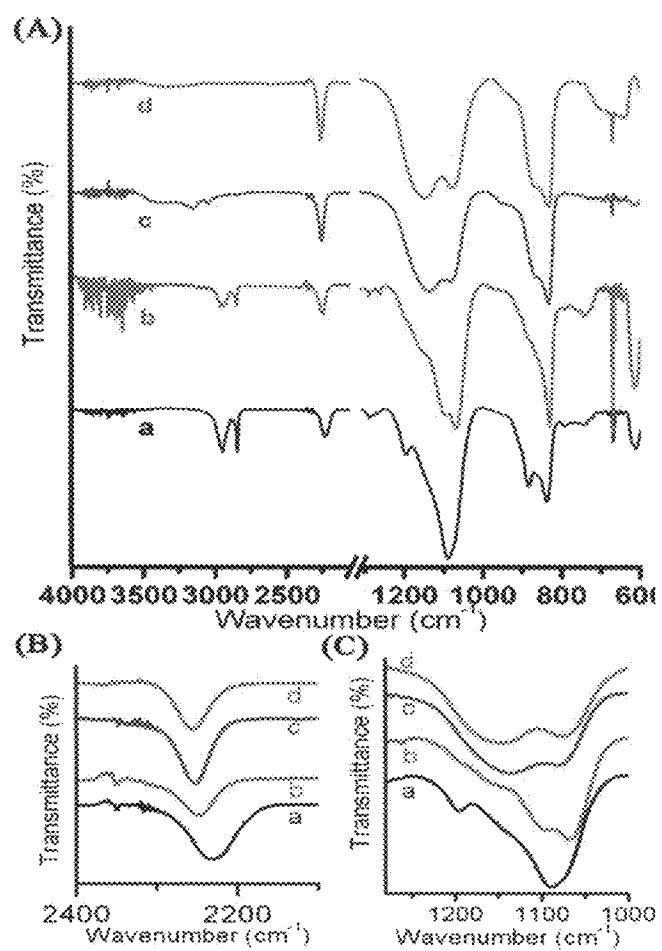 (A)
Transmittance (%)
d
c
b
a
4000 3500 3000 2500 1200 1000 800 600
Wavenumber (cm⁻¹)
(B)
Transmittance (%)
d
c
b
a
2400 2200
Wavenumber (cm⁻¹)
(C)
Transmittance (%)
d
c
b
a
1200 1100 1000
Wavenumber (cm⁻¹)